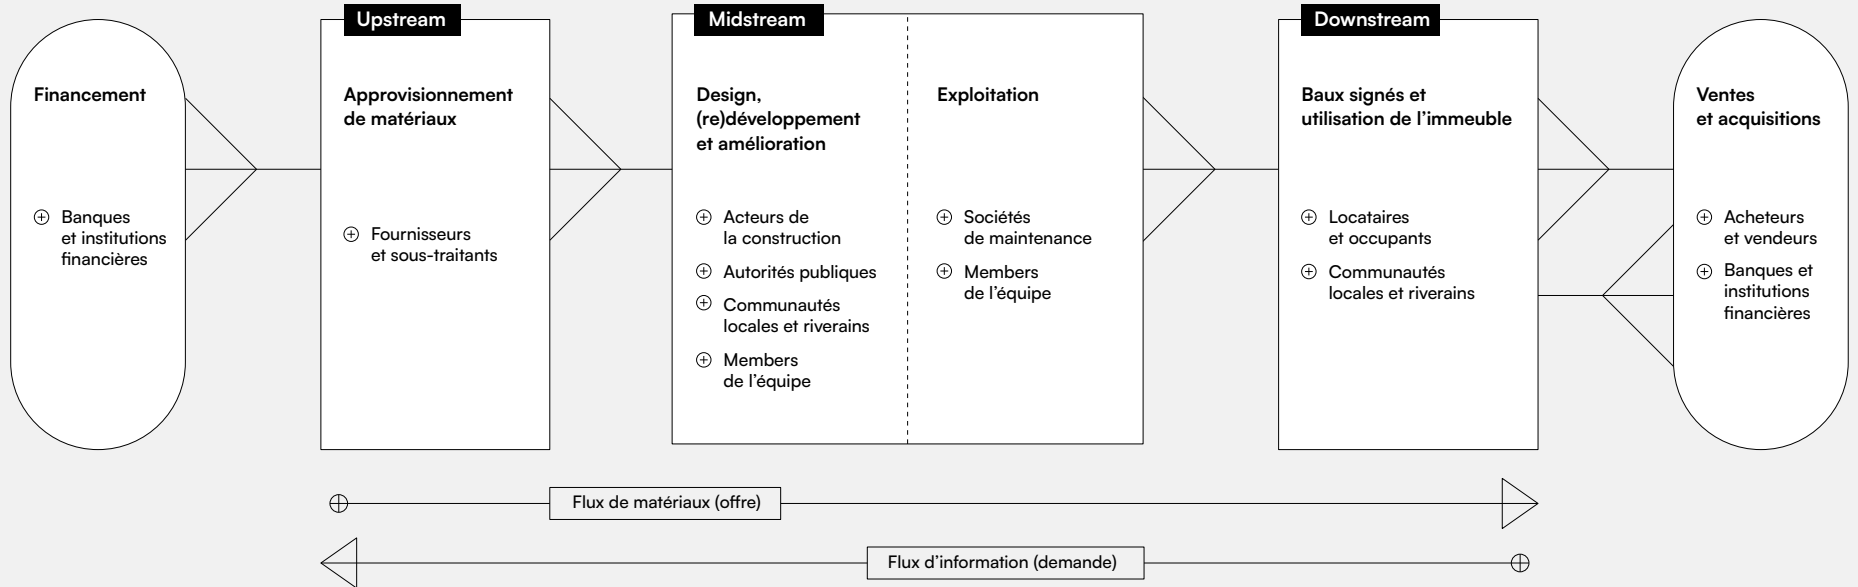 Financement
Banques
et institutions
financières
Upstream
Approvisionnement
de matériaux
Fournisseurs
et sous-traitants
Midstream
Design,
(re)développement
et amélioration
Acteurs de
la construction
Autorités publiques
Communautés
locales et riverains
Members
de l’équipe
Exploitation
Sociétés
de maintenance
Members
de l’équipe
Downstream
Baux signés et
utilisation de l’immeuble
Locataires
et occupants
Communautés
locales et riverains
Ventes
et acquisitions
Acheteurs
et vendeurs
Banques et
institutions
financières
Flux de matériaux (offre)
Flux d’information (demande)